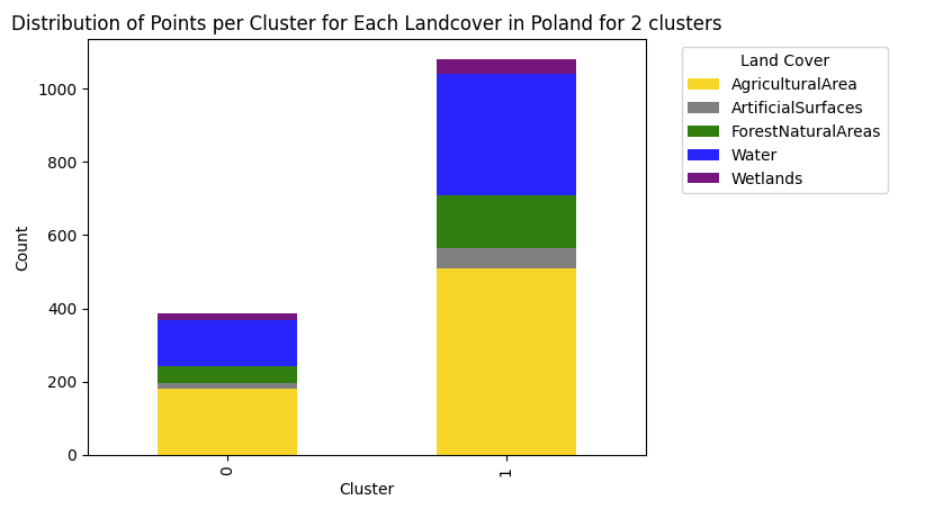 Distribution of Points per Cluster for Each Landcover in Poland for 2 clusters
Land Cover
AgriculturalArea
ArtificialSurfaces
ForestNaturalAreas
Water
Wetlands
1000
800
600
400
200
0
Count
0
1
Cluster